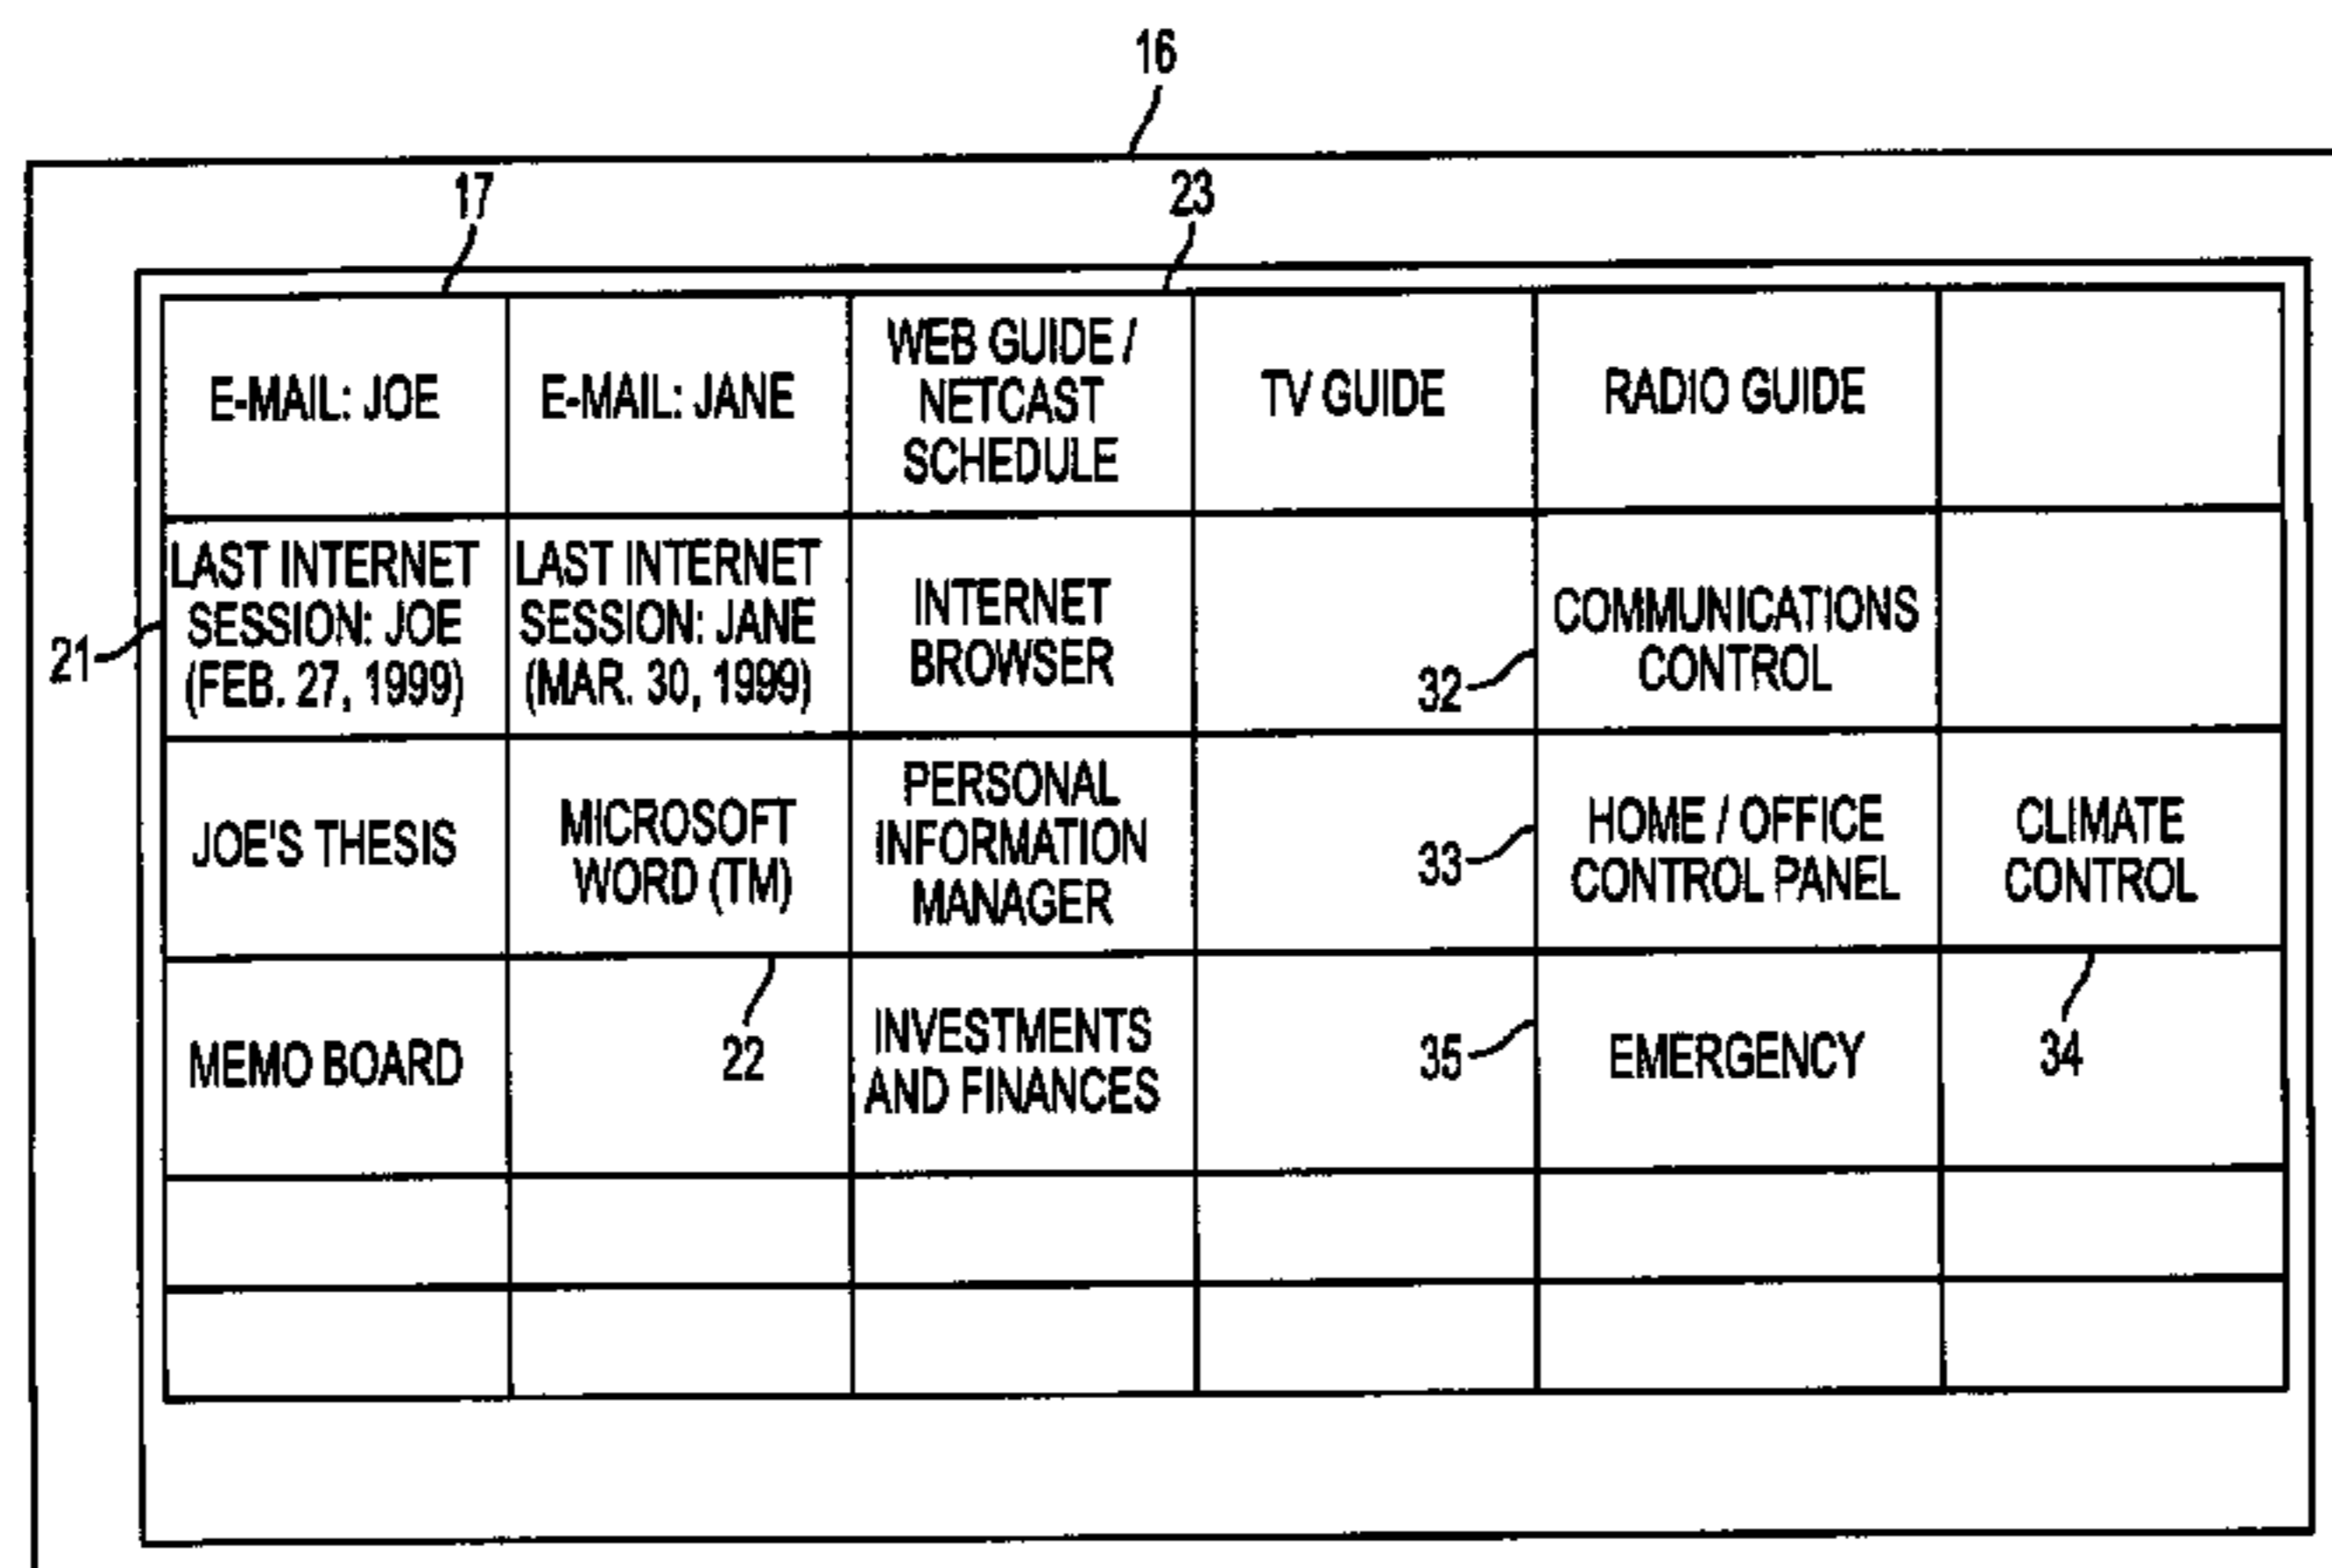 16
17
23
E-MAIL: JOE
E-MAIL: JANE
WEB GUIDE /
NETCAST
SCHEDULE
TV GUIDE
RADIO GUIDE
21
LAST INTERNET
SESSION: JOE
(FEB. 27, 1999)
LAST INTERNET
SESSION: JANE
(MAR. 30, 1999)
INTERNET
BROWSER
32
COMMUNICATIONS
CONTROL
JOE'S THESIS
MICROSOFT
WORD (TM)
PERSONAL
INFORMATION
MANAGER
33
HOME / OFFICE
CONTROL PANEL
CLIMATE
CONTROL
MEMO BOARD
22
INVESTMENTS
AND FINANCES
35
EMERGENCY
34